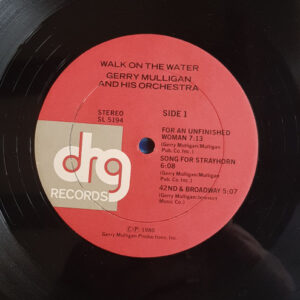 WALK ON THE WATER
GERRY MULLIGAN
AND HIS ORCHESTRA
STEREO
SL 5194
SIDE 1
FOR AN UNFINISHED
WOMAN 7:13
(Gerry Mulligan/Mulligan
Pub. Co. Inc.)
SONG FOR STRAYHORN
6:08
(Gerry Mulligan/Mulligan
Pub. Co. Inc.)
42ND & BROADWAY 5:07
(Gerry Mulligan/
Music Co.)
drg
RECORDS
1980
Gerry Mulligan Productions, Inc.